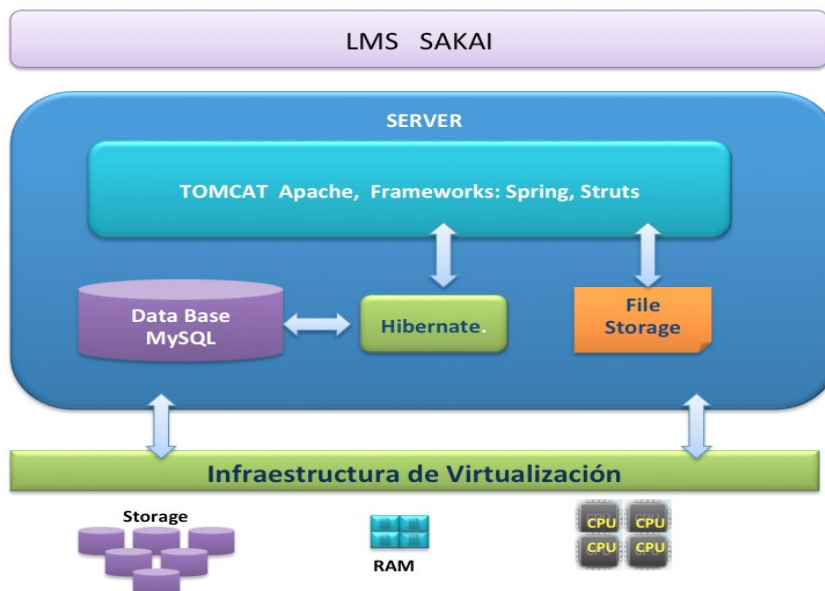 LMS SAKAI
SERVER
TOMCAT Apache, Frameworks: Spring, Struts
Data Base
MySQL
Hibernate.
File
Storage
Infraestructura de Virtualización
Storage
RAM
CPU CPU
CPU CPU